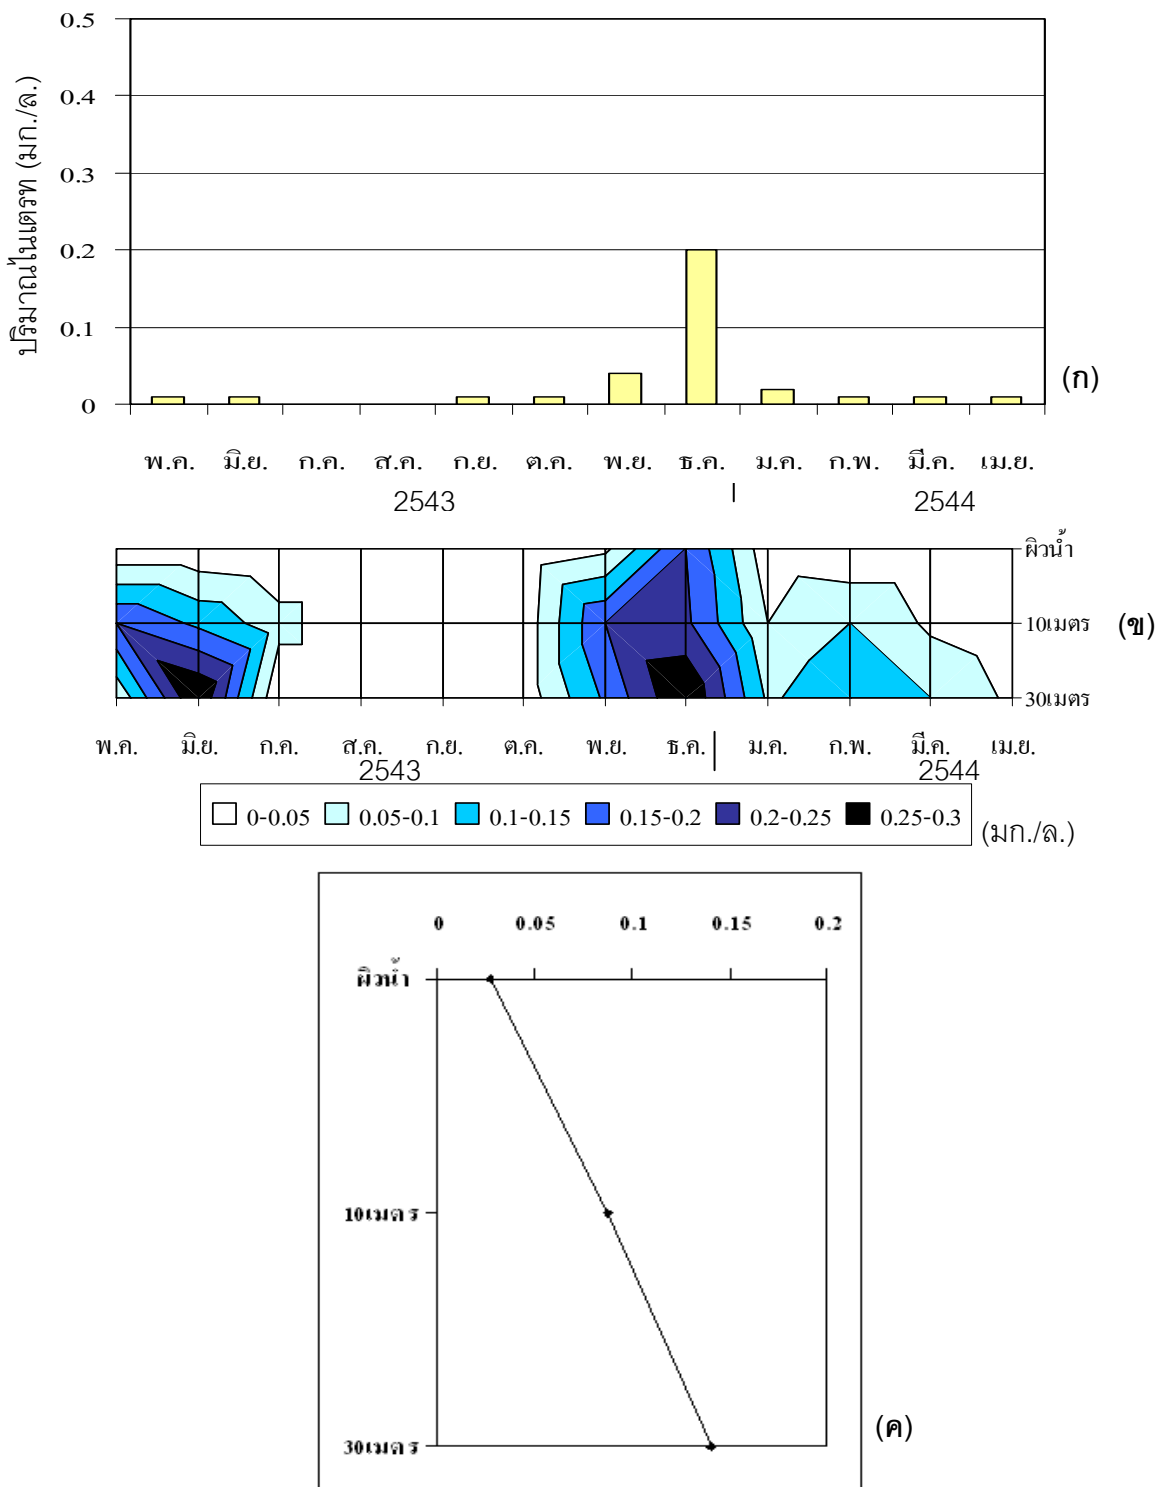 ปริมาณไนเตรท (มก./ล.)
0.5
0.4
0.3
0.2
0.1
0
(ก)
พ.ค. มิ.ย. ก.ค. ส.ค. ก.ย. ต.ค. พ.ย. ธ.ค. ม.ค. ก.พ. มี.ค. เม.ย.
2543 2544
ผิวน้ำ
10เมตร (ข)
30เมตร
พ.ค. มิ.ย. ก.ค. ส.ค. ก.ย. ต.ค. พ.ย. ธ.ค. ม.ค. ก.พ. มี.ค. เม.ย.
2543 2544
0-0.05 0.05-0.1 0.1-0.15 0.15-0.2 0.2-0.25 0.25-0.3 (มก./ล.)
0 0.05 0.1 0.15 0.2
ผิวน้ำ
10เมตร
30เมตร (ค)